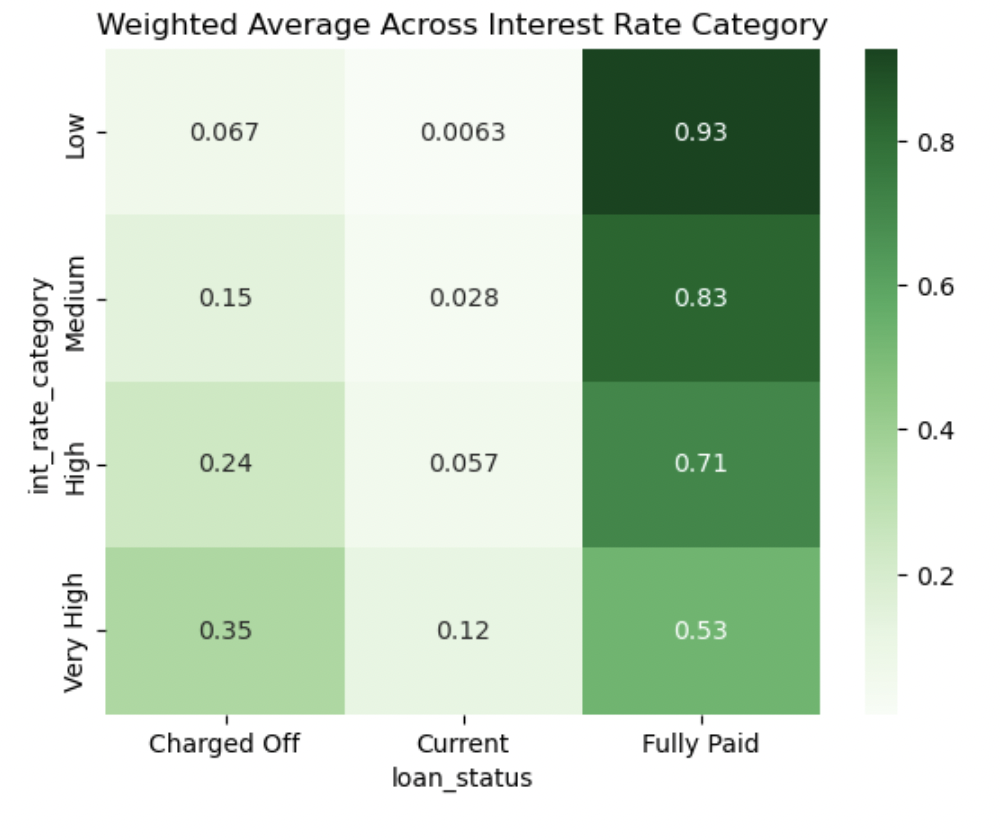 Weighted Average Across Interest Rate Category
int_rate_category
Low 0.067 0.0063 0.93
Medium 0.15 0.028 0.83
High 0.24 0.057 0.71
Very High 0.35 0.12 0.53
Charged Off Current Fully Paid
loan_status
0.8
0.6
0.4
0.2